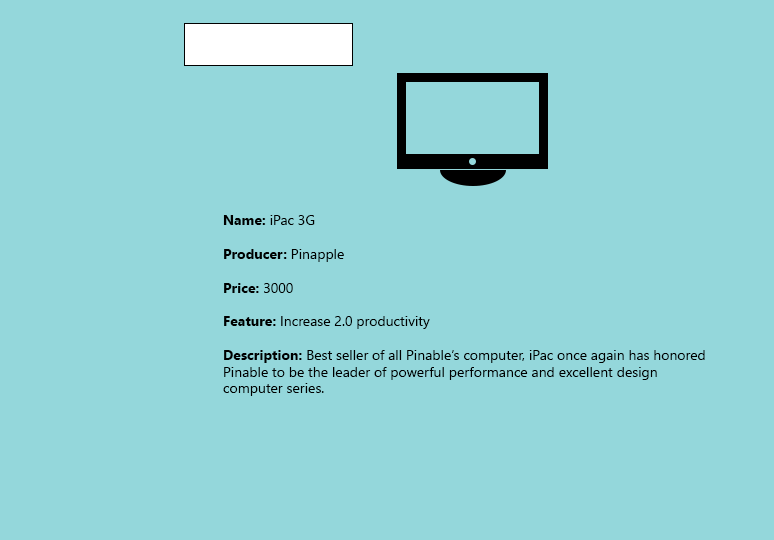 Name: iPac 3G
Producer: Pinapple
Price: 3000
Feature: Increase 2.0 productivity
Description: Best seller of all Pinable's computer, iPac once again has honored
Pinable to be the leader of powerful performance and excellent design
computer series.